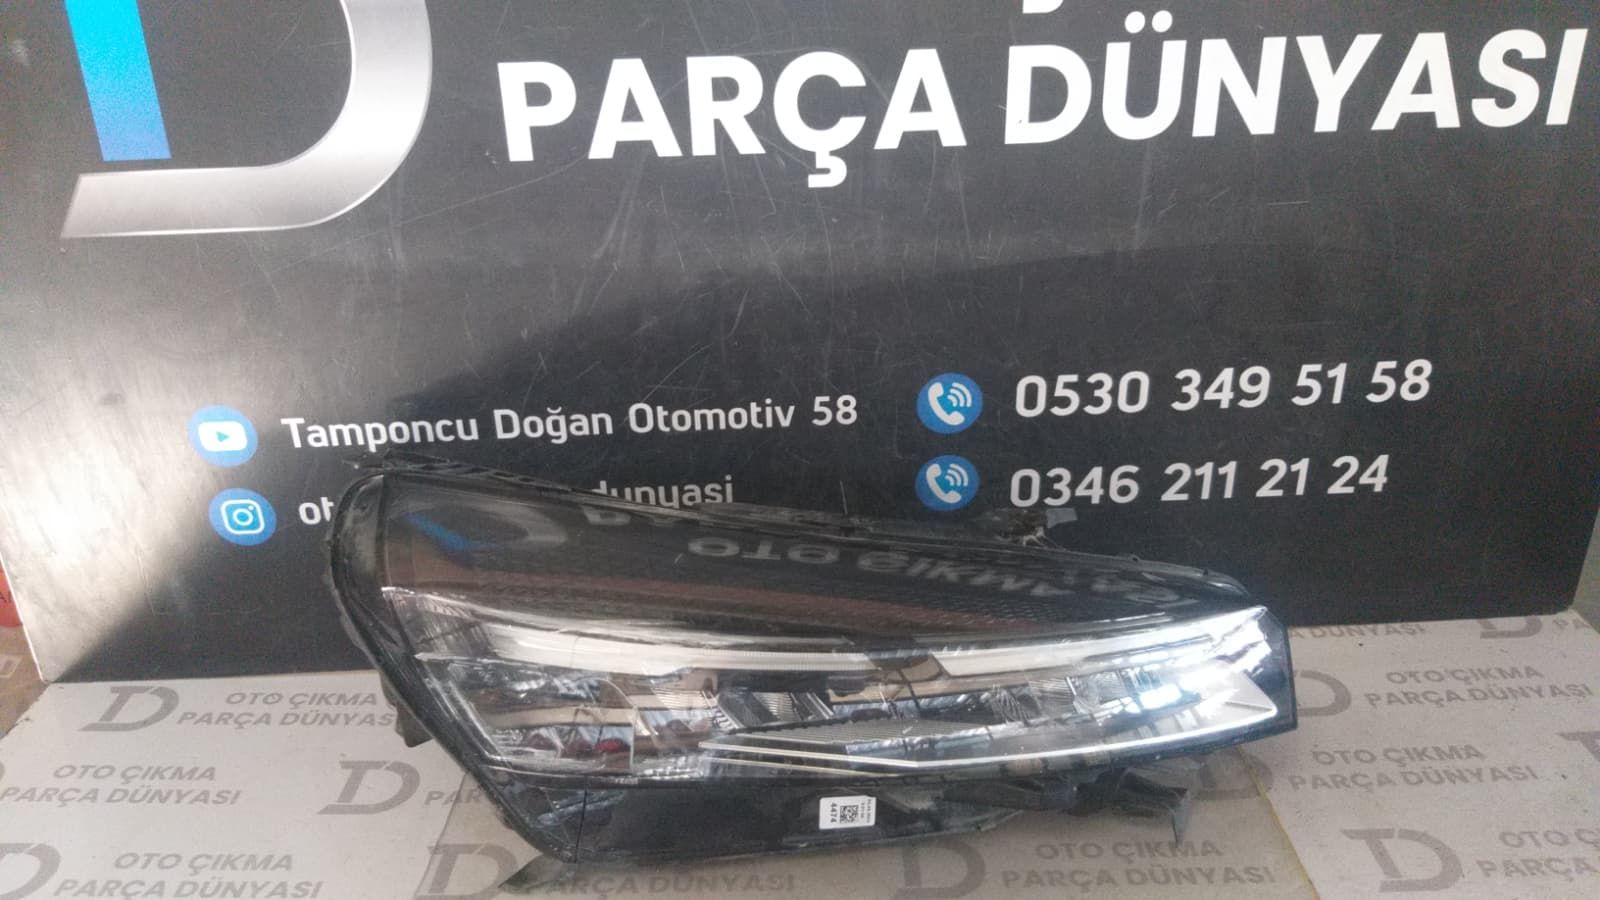 PARÇA DÜNYASI
Tamponcu Doğan Otomotiv 58
0530 349 51 58
0346 211 21 24
OTO ÇIKMA
PARÇA DÜNYASI
OTO ÇIKMA
PARÇA DÜNYASI
OTO ÇIKMA
PARÇA DÜNYASI
OTO ÇIKMA
PARÇA DÜNYASI
4474